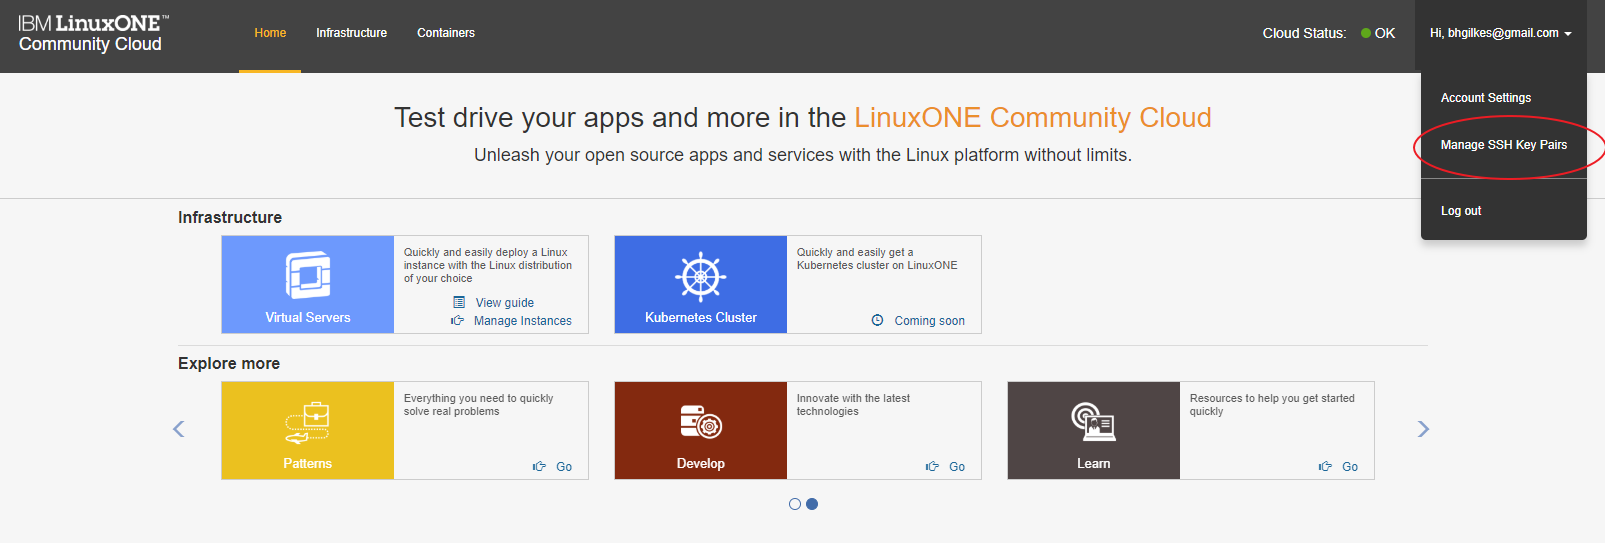 IBM LinuxONE™
Community Cloud
Home
Infrastructure
Containers
Cloud Status: OK
Hi, bhgilkes@gmail.com
Account Settings
Manage SSH Key Pairs
Log out
Test drive your apps and more in the LinuxONE Community Cloud
Unleash your open source apps and services with the Linux platform without limits.
Infrastructure
Virtual Servers
Quickly and easily deploy a Linux
instance with the Linux distribution
of your choice
View guide
Manage Instances
Kubernetes Cluster
Quickly and easily get a
Kubernetes cluster on LinuxONE
Coming soon
Explore more
Patterns
Everything you need to quickly
solve real problems
Go
Develop
Innovate with the latest
technologies
Go
Learn
Resources to help you get started
quickly
Go